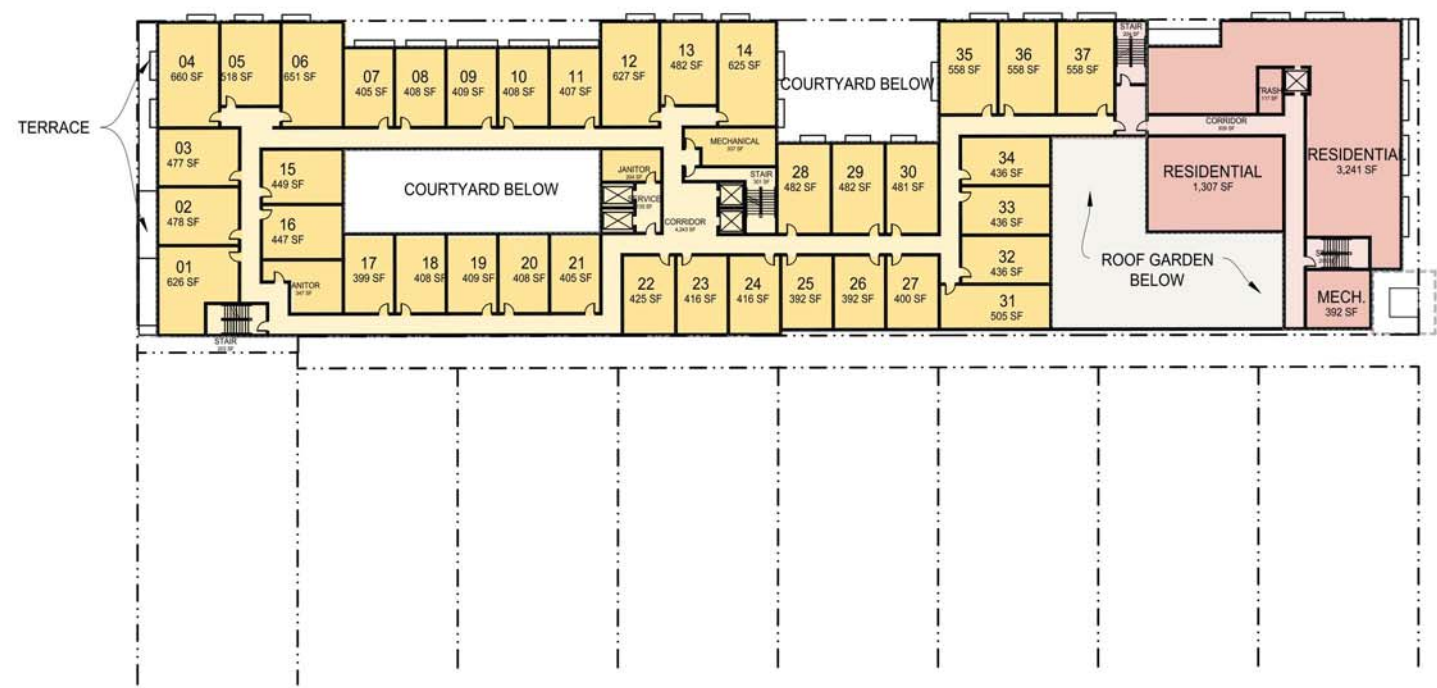 TERRACE
04
660 SF
05
518 SF
06
651 SF
07
405 SF
08
408 SF
09
409 SF
10
408 SF
11
407 SF
12
627 SF
13
482 SF
14
625 SF
COURTYARD BELOW
35
558 SF
36
558 SF
37
558 SF
STAIR
TRASH
CORRIDOR
RESIDENTIAL
3,241 SF
RESIDENTIAL
1,307 SF
03
477 SF
02
478 SF
01
626 SF
15
449 SF
16
447 SF
COURTYARD BELOW
JANITOR
SERVICE
MECHANICAL
STAIR
CORRIDOR
4,243 SF
28
482 SF
29
482 SF
30
481 SF
34
436 SF
33
436 SF
32
436 SF
31
505 SF
ROOF GARDEN
BELOW
MECH.
392 SF
JANITOR
347 SF
17
399 SF
18
408 SF
19
409 SF
20
408 SF
21
405 SF
22
425 SF
23
416 SF
24
416 SF
25
392 SF
26
392 SF
27
400 SF
STAIR